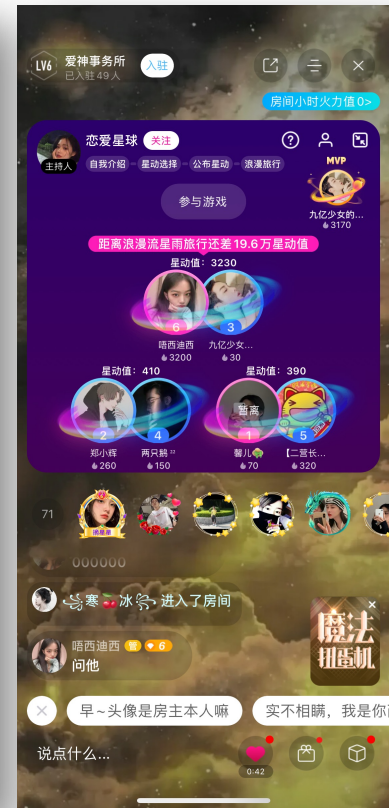 LV6
爱神事务所
已入驻49人
入驻
房间小时火力值0>
恋爱星球
关注
主持人
自我介绍
星动选择
公布星动
浪漫旅行
MVP
参与游戏
九亿少女的...
3170
距离浪漫流星雨旅行还差19.6万星动值
星动值：3230
6
3
唔西迪西
九亿少女...
3200
30
星动值：410
星动值：390
暂离
2
4
1
5
郑小辉
两只鹅
馨儿
【二营长...
260
150
70
320
71
000000
寒🍒冰 进入了房间
唔西迪西 管 6
问他
魔法
扭蛋机
早~头像是房主本人嘛
实不相瞒，我是你
说点什么...
0:42